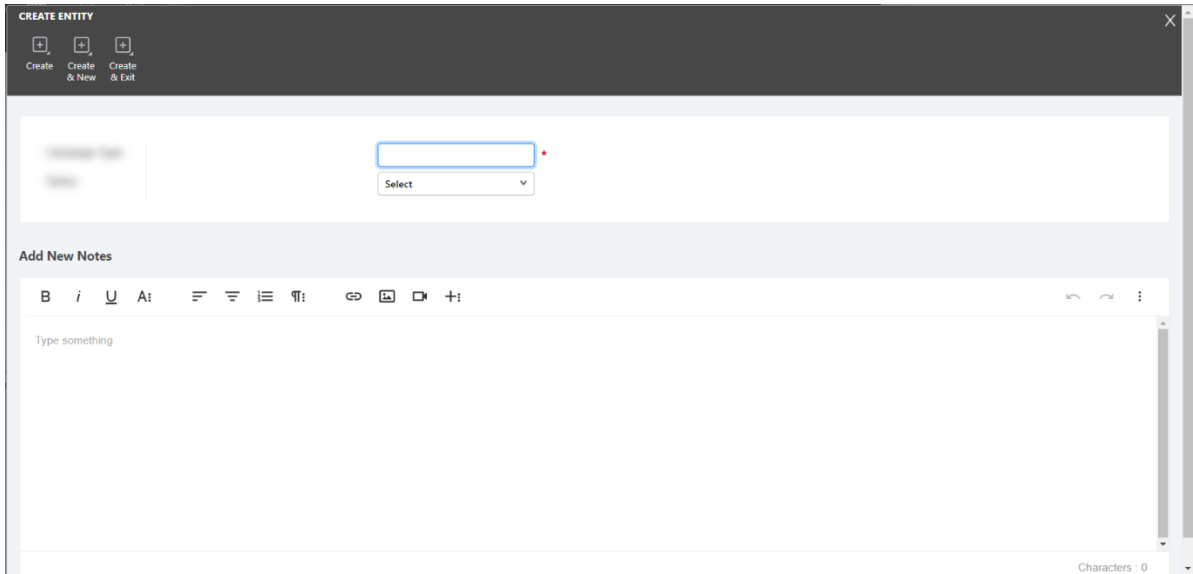 CREATE ENTITY
X
Create
Create
& New
Create
& Exit
*
Select
Add New Notes
B i U A
Type something
Characters : 0